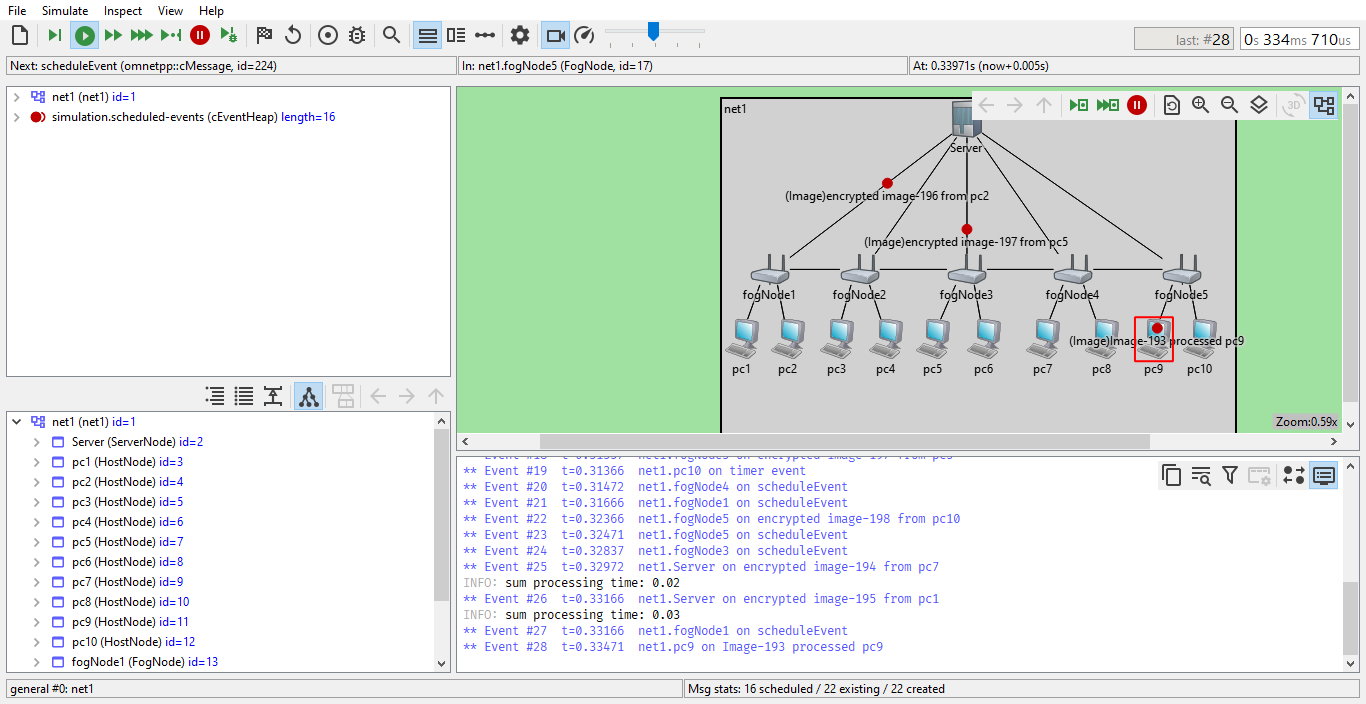 File Simulate Inspect View Help
last: #28 0s 334ms 710us
Next: scheduleEvent (omnetpp::cMessage, id=224)
In: net1.fogNode5 (FogNode, id=17)
At: 0.33971s (now+0.005s)
net1 (net1) id=1
simulation.scheduled-events (cEventHeap) length=16
net1
3D
Server
(Image)encrypted image-196 from pc2
(Image)encrypted image-197 from pc5
fogNode1 fogNode2 fogNode3 fogNode4 fogNode5
(Image)Image-193 processed pc9
pc1 pc2 pc3 pc4 pc5 pc6 pc7 pc8 pc9 pc10
Zoom:0.59x
net1 (net1) id=1
Server (ServerNode) id=2
pc1 (HostNode) id=3
pc2 (HostNode) id=4
pc3 (HostNode) id=5
pc4 (HostNode) id=6
pc5 (HostNode) id=7
pc6 (HostNode) id=8
pc7 (HostNode) id=9
pc8 (HostNode) id=10
pc9 (HostNode) id=11
pc10 (HostNode) id=12
fogNode1 (FogNode) id=13
** Event #19 t=0.31366 net1.pc10 on timer event
** Event #20 t=0.31472 net1.fogNode4 on scheduleEvent
** Event #21 t=0.31666 net1.fogNode1 on scheduleEvent
** Event #22 t=0.32366 net1.fogNode5 on encrypted image-198 from pc10
** Event #23 t=0.32471 net1.fogNode5 on scheduleEvent
** Event #24 t=0.32837 net1.fogNode3 on scheduleEvent
** Event #25 t=0.32972 net1.Server on encrypted image-194 from pc7
INFO: sum processing time: 0.02
** Event #26 t=0.33166 net1.Server on encrypted image-195 from pc1
INFO: sum processing time: 0.03
** Event #27 t=0.33166 net1.fogNode1 on scheduleEvent
** Event #28 t=0.33471 net1.pc9 on Image-193 processed pc9
general #0: net1
Msg stats: 16 scheduled / 22 existing / 22 created